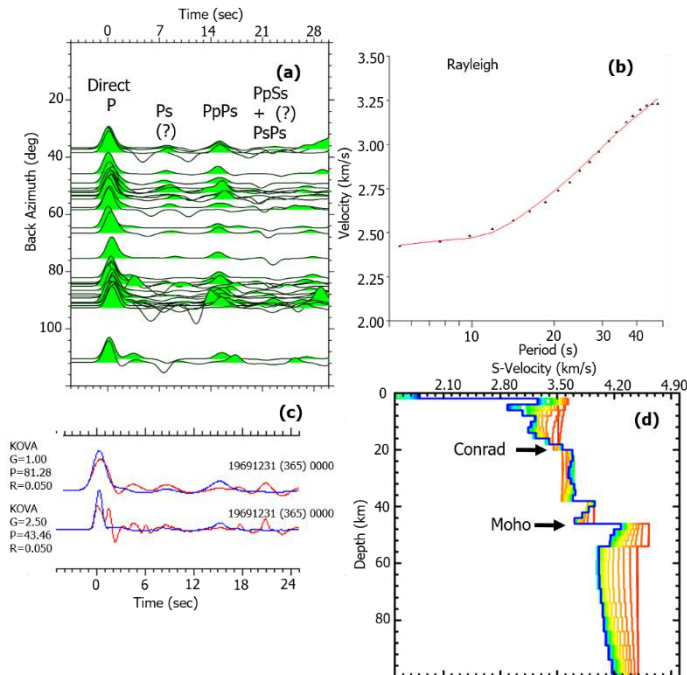 Time (sec)
0 7 14 21 28
(a)
Direct
P
Ps
(?)
PpPs
PpSs
+ (?)
PsPs
Back Azimuth (deg)
20
40
60
80
100
(b)
Rayleigh
Velocity (km/s)
3.50
3.25
3.00
2.75
2.50
2.25
2.00
10 20 30 40
Period (s)
(c)
KOVA
G=1.00
P=81.28
R=0.050
19691231 (365) 0000
KOVA
G=2.50
P=43.46
R=0.050
19691231 (365) 0000
0 6 12 18 24
Time (sec)
S-Velocity (km/s)
2.10 2.80 3.50 4.20 4.90
(d)
Conrad
Moho
Depth (km)
0
20
40
60
80